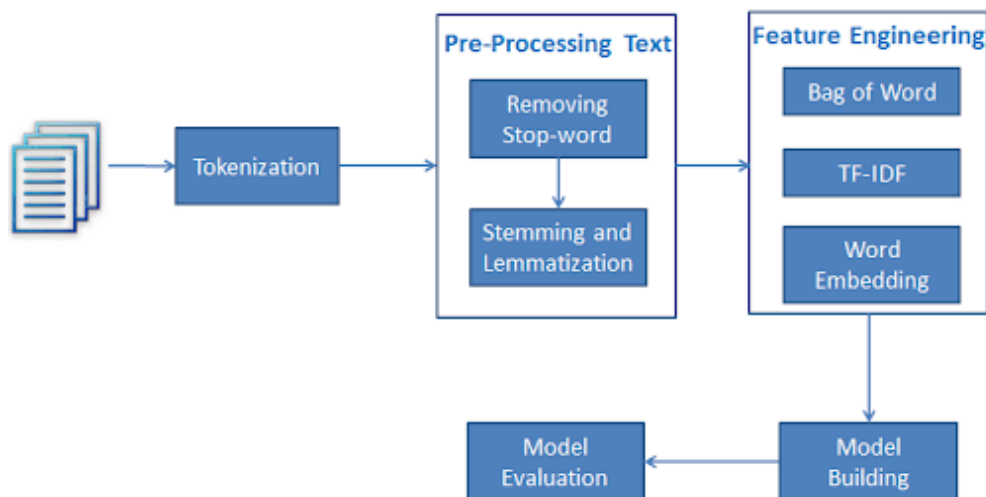 Pre-Processing Text
Feature Engineering
Removing
Stop-word
Bag of Word
Tokenization
TF-IDF
Stemming and
Lemmatization
Word
Embedding
Model
Evaluation
Model
Building